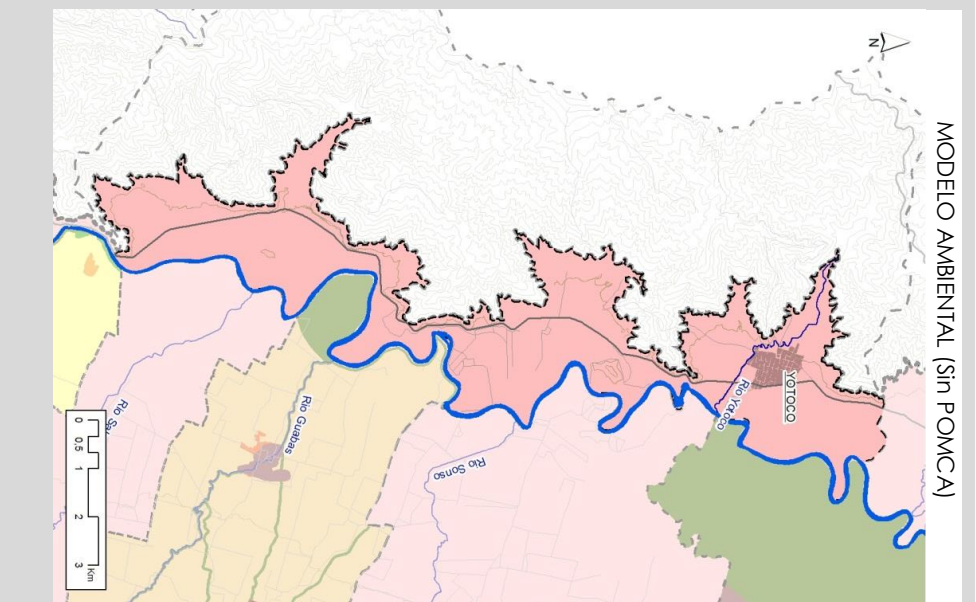 MODELO AMBIENTAL (Sin POMCA)
N
YOTOCO
Río Yotoco
Río Sonso
Río Guabas
0 0,5 1 2 3 Km